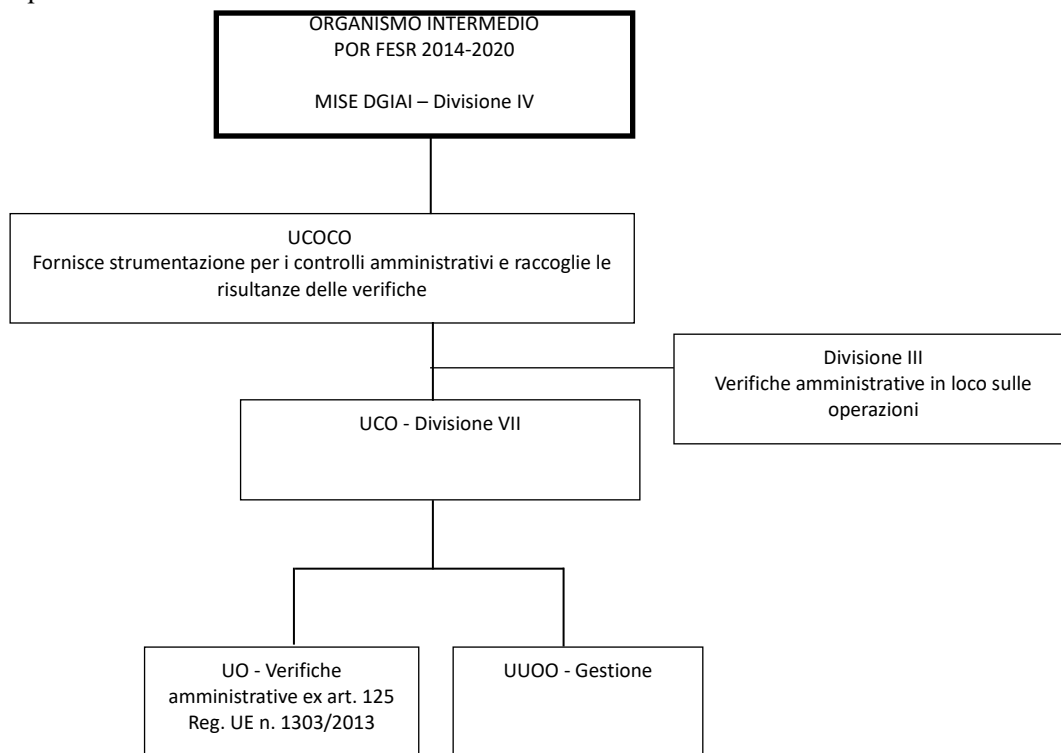 ORGANISMO INTERMEDIO
POR FESR 2014-2020
MISE DGIAI – Divisione IV
UCOCO
Fornisce strumentazione per i controlli amministrativi e raccoglie le
risultanze delle verifiche
Divisione III
Verifiche amministrative in loco sulle
operazioni
UCO - Divisione VII
UO - Verifiche
amministrative ex art. 125
Reg. UE n. 1303/2013
UUOO - Gestione